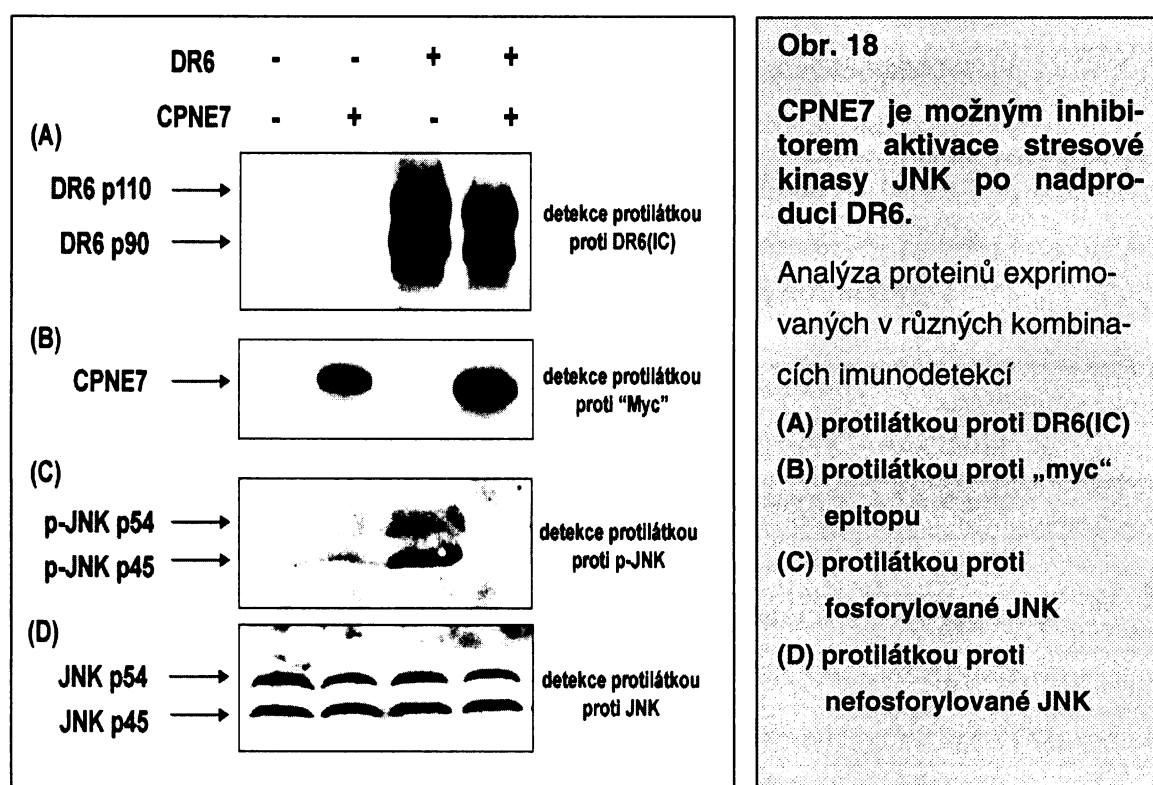 DR6 - - + +
CPNE7 - + - +
(A)
DR6 p110
DR6 p90
detekce protilátkou
proti DR6(IC)
(B)
CPNE7
detekce protilátkou
proti “Myc”
(C)
p-JNK p54
p-JNK p45
detekce protilátkou
proti p-JNK
(D)
JNK p54
JNK p45
detekce protilátkou
proti JNK
Obr. 18
CPNE7 je možným inhibi-
torem aktivace stresové
kinasy JNK po nadpro-
duci DR6.
Analýza proteinů exprimo-
vaných v různých kombina-
cích imunodetekcí
(A) protilátkou proti DR6(IC)
(B) protilátkou proti „myc“
epitopu
(C) protilátkou proti
fosforylované JNK
(D) protilátkou proti
nefosforylované JNK